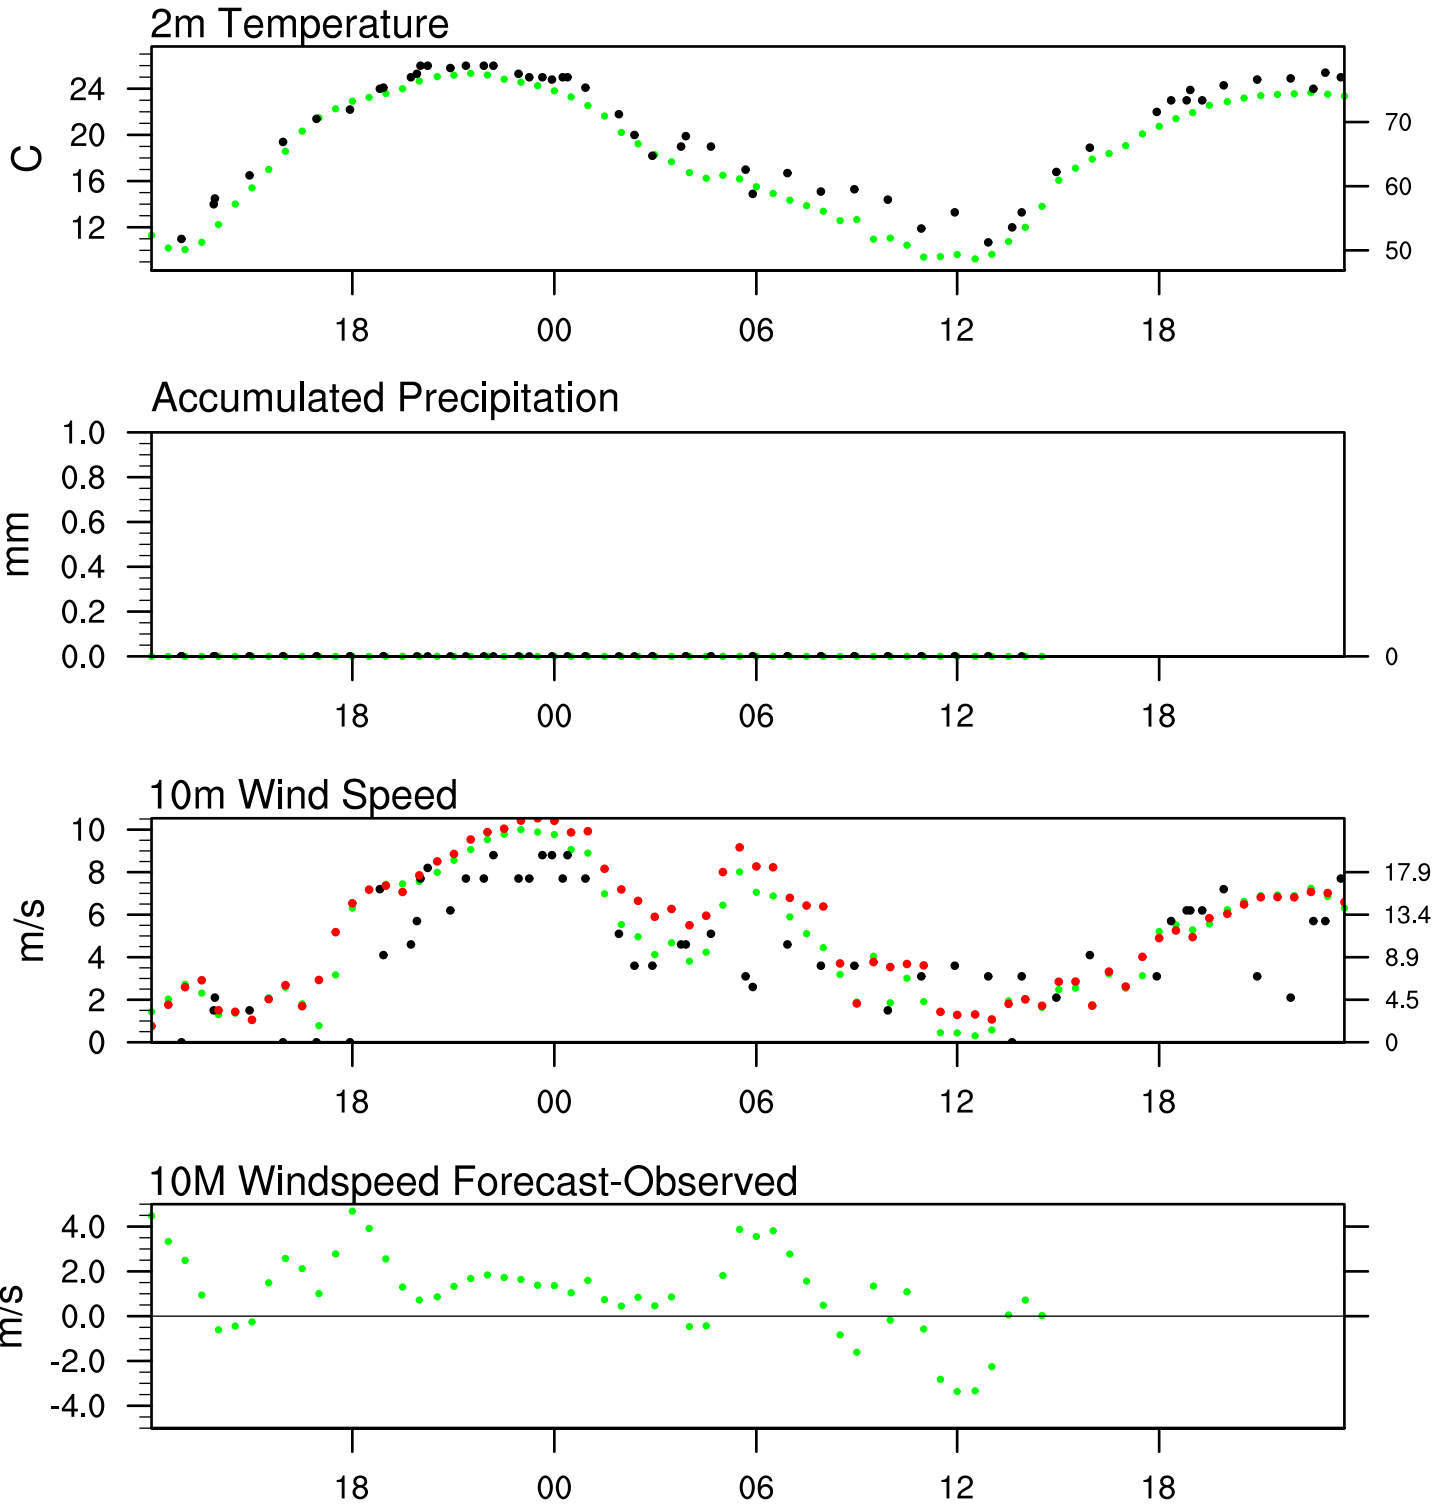 2m Temperature
24
20
16
12
C
70
60
50
18 00 06 12 18
Accumulated Precipitation
1.0
0.8
0.6
0.4
0.2
0.0
mm
0
18 00 06 12 18
10m Wind Speed
10
8
6
4
2
0
m/s
17.9
13.4
8.9
4.5
0
18 00 06 12 18
10M Windspeed Forecast-Observed
4.0
2.0
0.0
-2.0
-4.0
m/s
18 00 06 12 18